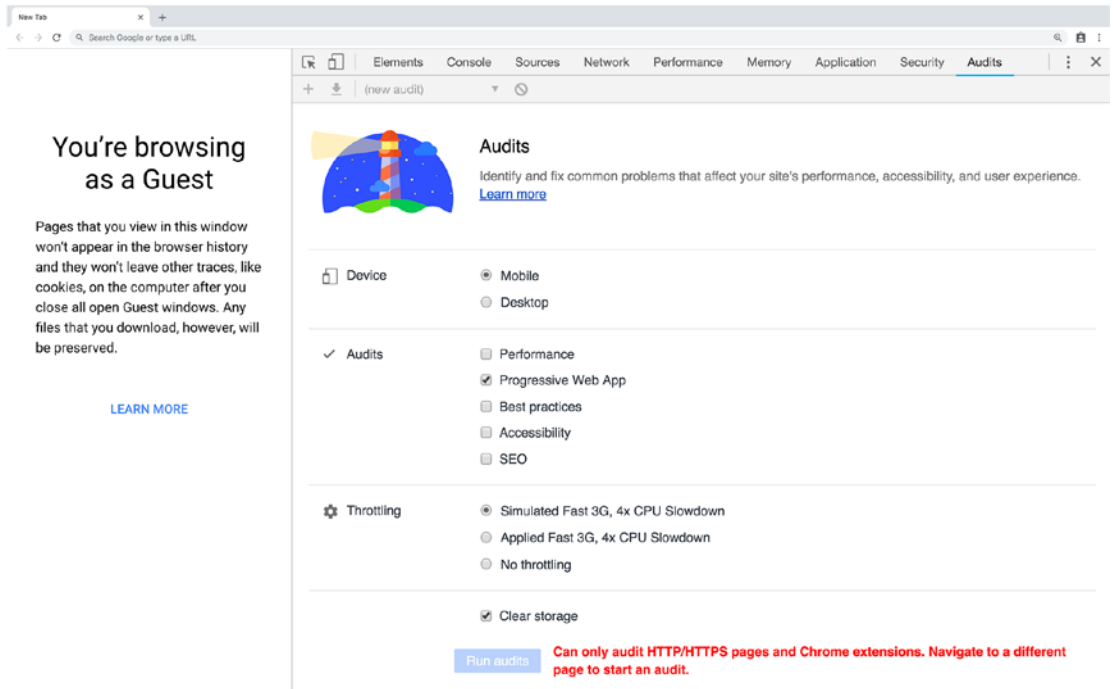 New Tab
Search Google or type a URL
Elements Console Sources Network Performance Memory Application Security Audits
(new audit)
You're browsing
as a Guest
Pages that you view in this window
won't appear in the browser history
and they won't leave other traces, like
cookies, on the computer after you
close all open Guest windows. Any
files that you download, however, will
be preserved.
LEARN MORE
Audits
Identify and fix common problems that affect your site's performance, accessibility, and user experience.
Learn more
Device
Mobile
Desktop
Audits
Performance
Progressive Web App
Best practices
Accessibility
SEO
Throttling
Simulated Fast 3G, 4x CPU Slowdown
Applied Fast 3G, 4x CPU Slowdown
No throttling
Clear storage
Run audits
Can only audit HTTP/HTTPS pages and Chrome extensions. Navigate to a different
page to start an audit.